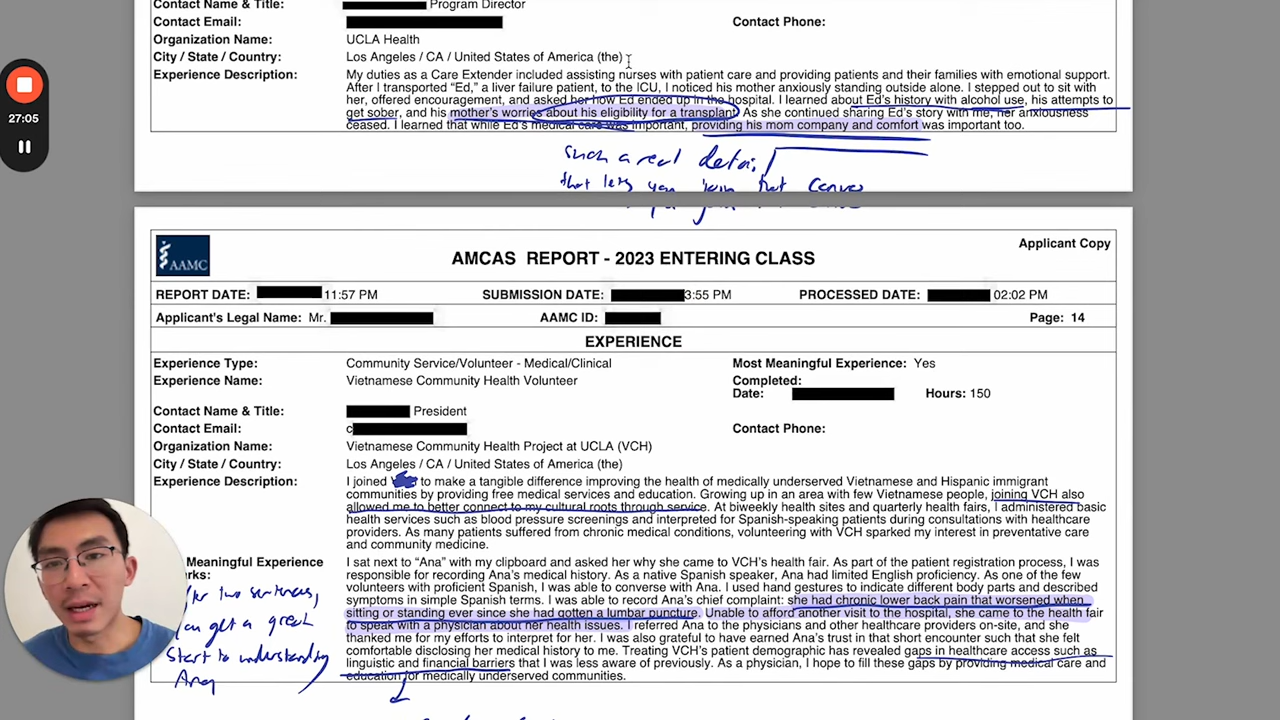 Program Director
Contact Email:
Contact Phone:
Organization Name:
UCLA Health
City / State / Country:
Los Angeles / CA / United States of America (the)
Experience Description:
My duties as a Care Extender included assisting nurses with patient care and providing patients and their families with emotional support.
After I transported "Ed," a liver failure patient, to the ICU, I noticed his mother anxiously standing outside alone. I stepped out to sit with
her, offered encouragement, and asked her how Ed ended up in the hospital. I learned about Ed's history with alcohol use, his attempts to
get sober, and his mother's worries about his eligibility for a transplant. As she continued sharing Ed's story with me, her anxiousness
ceased. I learned that while Ed's medical care was important, providing his mom company and comfort was important too.
such a real detail
that lets you join that convo
27:05
AAMC
AMCAS REPORT - 2023 ENTERING CLASS
Applicant Copy
REPORT DATE: 11:57 PM
SUBMISSION DATE: 3:55 PM
PROCESSED DATE: 02:02 PM
Applicant's Legal Name: Mr.
AAMC ID:
Page: 14
EXPERIENCE
Experience Type:
Community Service/Volunteer - Medical/Clinical
Most Meaningful Experience: Yes
Experience Name:
Vietnamese Community Health Volunteer
Completed:
Date:
Hours: 150
Contact Name & Title:
President
Contact Email:
c
Contact Phone:
Organization Name:
Vietnamese Community Health Project at UCLA (VCH)
City / State / Country:
Los Angeles / CA / United States of America (the)
Experience Description:
I joined to make a tangible difference improving the health of medically underserved Vietnamese and Hispanic immigrant
communities by providing free medical services and education. Growing up in an area with few Vietnamese people, joining VCH also
allowed me to better connect to my cultural roots through service. At biweekly health sites and quarterly health fairs, I administered basic
health services such as blood pressure screenings and interpreted for Spanish-speaking patients during consultations with healthcare
providers. As many patients suffered from chronic medical conditions, volunteering with VCH sparked my interest in preventative care
and community medicine.
Meaningful Experience
rks:
I sat next to "Ana" with my clipboard and asked her why she came to VCH's health fair. As part of the patient registration process, I was
responsible for recording Ana's medical history. As a native Spanish speaker, Ana had limited English proficiency. As one of the few
volunteers with proficient Spanish, I was able to converse with Ana. I used hand gestures to indicate different body parts and described
symptoms in simple Spanish terms. I was able to record Ana's chief complaint: she had chronic lower back pain that worsened when
sitting or standing ever since she had gotten a lumbar puncture. Unable to afford another visit to the hospital, she came to the health fair
to speak with a physician about her health issues. I referred Ana to the physicians and other healthcare providers on-site, and she
thanked me for my efforts to interpret for her. I was also grateful to have earned Ana's trust in that short encounter such that she felt
comfortable disclosing her medical history to me. Treating VCH's patient demographic has revealed gaps in healthcare access such as
linguistic and financial barriers that I was less aware of previously. As a physician, I hope to fill these gaps by providing medical care and
education for medically underserved communities.
two sentences,
you get a great
start to understanding
Ana